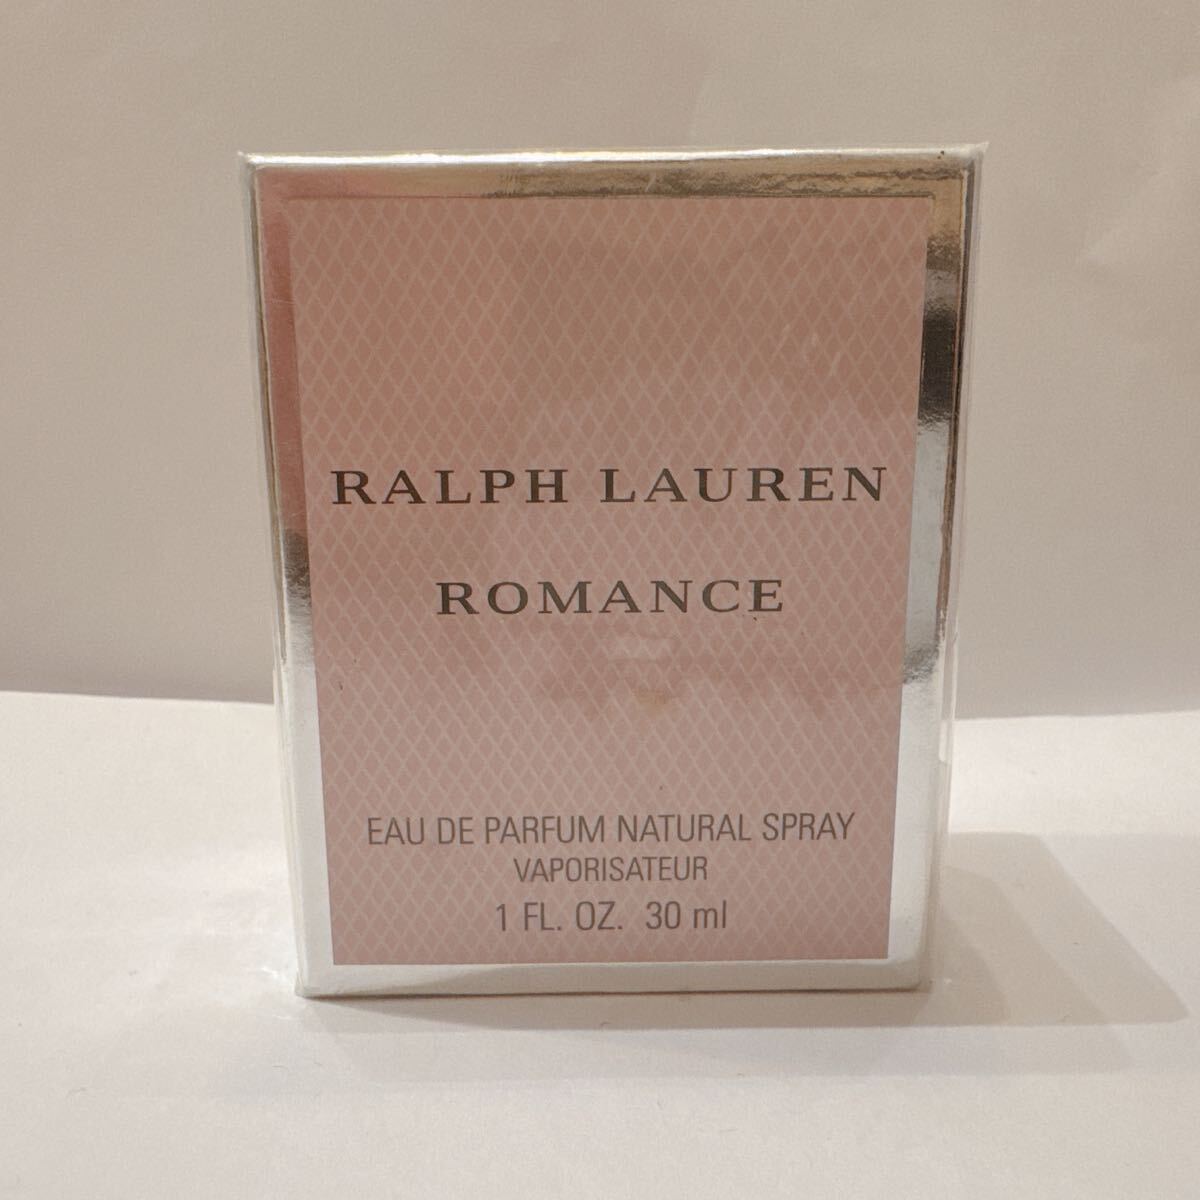 RALPH LAUREN
ROMANCE
EAU DE PARFUM NATURAL SPRAY
VAPORISATEUR
1 FL. OZ. 30 ml